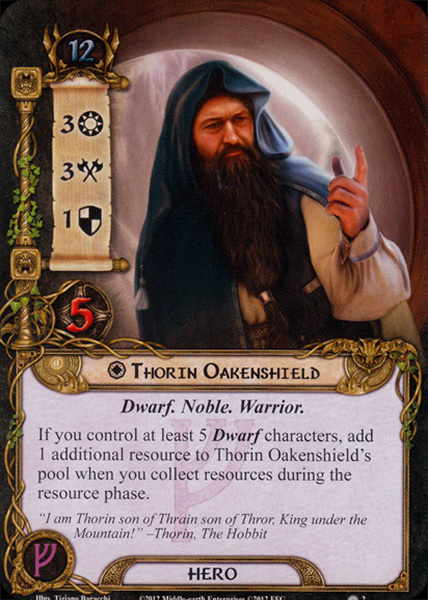 12
3
3
1
5
Thorin Oakenshield
Dwarf. Noble. Warrior.
If you control at least 5 Dwarf characters, add
1 additional resource to Thorin Oakenshield's
pool when you collect resources during the
resource phase.
“I am Thorin son of Thrain son of Thror, King under the
Mountain!” –Thorin, The Hobbit
HERO
Illus. Tiziano Baracchi ©2012 Middle-earth Enterprises ©2012 FFG 2